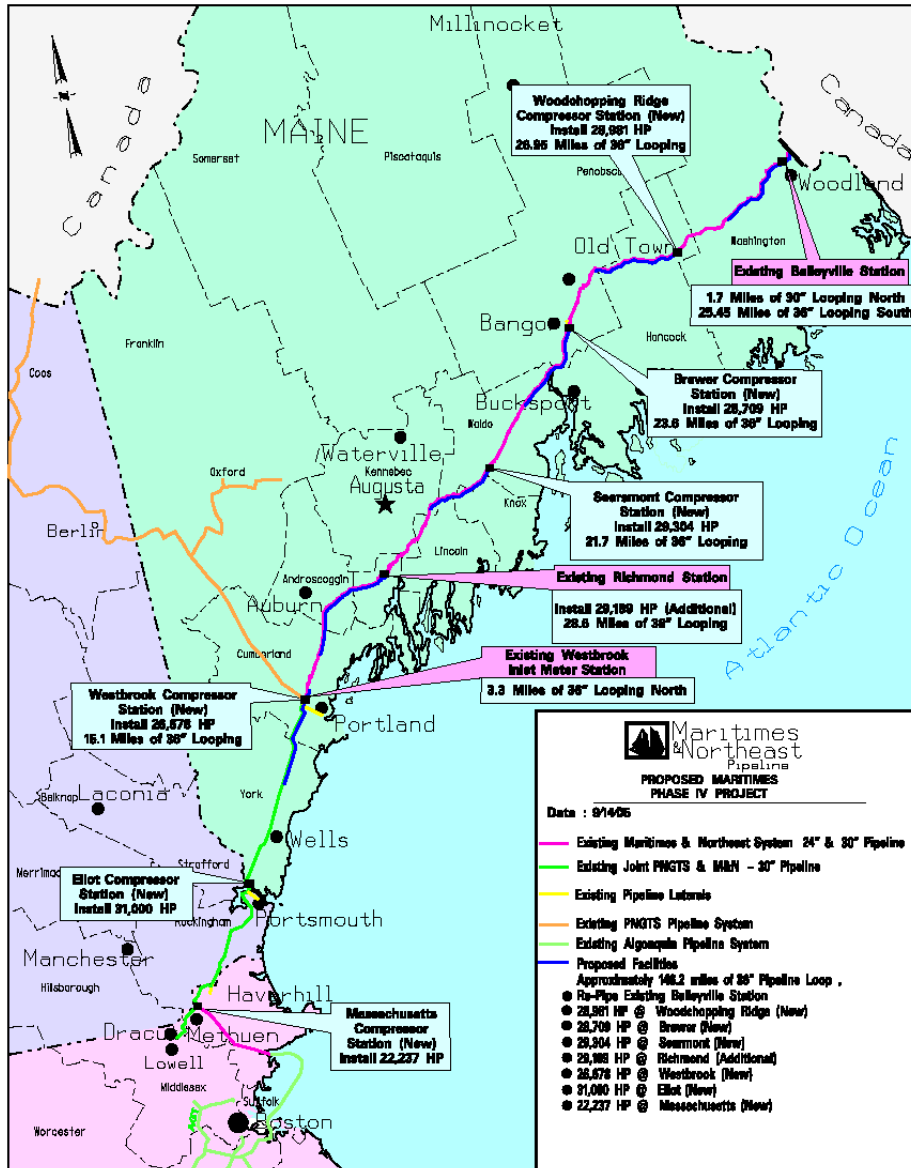 Millinocket
Canada
Canada
MAINE
Somerset
Piscataquis
Penobscot
Woodchopping Ridge
Compressor Station (New)
Install 28,981 HP
26.95 Miles of 36" Looping
Woodland
Washington
Old Town
Existing Baileyville Station
1.7 Miles of 30" Looping North
25.45 Miles of 36" Looping South
Franklin
Coos
Bango
Hancock
Brewer Compressor
Station (New)
Install 28,709 HP
23.6 Miles of 36" Looping
Bucksport
Waldo
Waterville
Kennebec
Augusta
Oxford
Knox
Searsmont Compressor
Station (New)
Install 29,304 HP
21.7 Miles of 36" Looping
Berlin
Lincoln
Androscoggin
Auburn
Existing Richmond Station
Install 29,189 HP (Additional)
28.6 Miles of 36" Looping
Atlantic Ocean
Cumberland
Existing Westbrook
Inlet Meter Station
3.3 Miles of 36" Looping North
Westbrook Compressor
Station (New)
Install 26,678 HP
15.1 Miles of 36" Looping
Portland
York
Belknap
Laconia
Wells
Strafford
Merrimac
Eliot Compressor
Station (New)
Install 31,000 HP
Portsmouth
Rockingham
Manchester
Hillsborough
Haverhill
Massachusetts
Compressor
Station (New)
Install 22,237 HP
Dracut
Methuen
Lowell
Middlesex
Suffolk
AGT
Boston
Worcester
Maritimes
&Northeast
Pipeline
PROPOSED MARITIMES
PHASE IV PROJECT
Date : 9/14/05
Existing Maritimes & Northeast System 24" & 30" Pipeline
Existing Joint PNGTS & M&N - 30" Pipeline
Existing Pipeline Laterals
Existing PNGTS Pipeline System
Existing Algonquin Pipeline System
Proposed Facilities
Approximately 146.2 miles of 36" Pipeline Loop ,
Re-Pipe Existing Baileyville Station
28,981 HP @ Woodchopping Ridge (New)
28,709 HP @ Brewer (New)
29,304 HP @ Searsmont (New)
29,189 HP @ Richmond (Additional)
26,678 HP @ Westbrook (New)
31,000 HP @ Eliot (New)
22,237 HP @ Massachusetts (New)